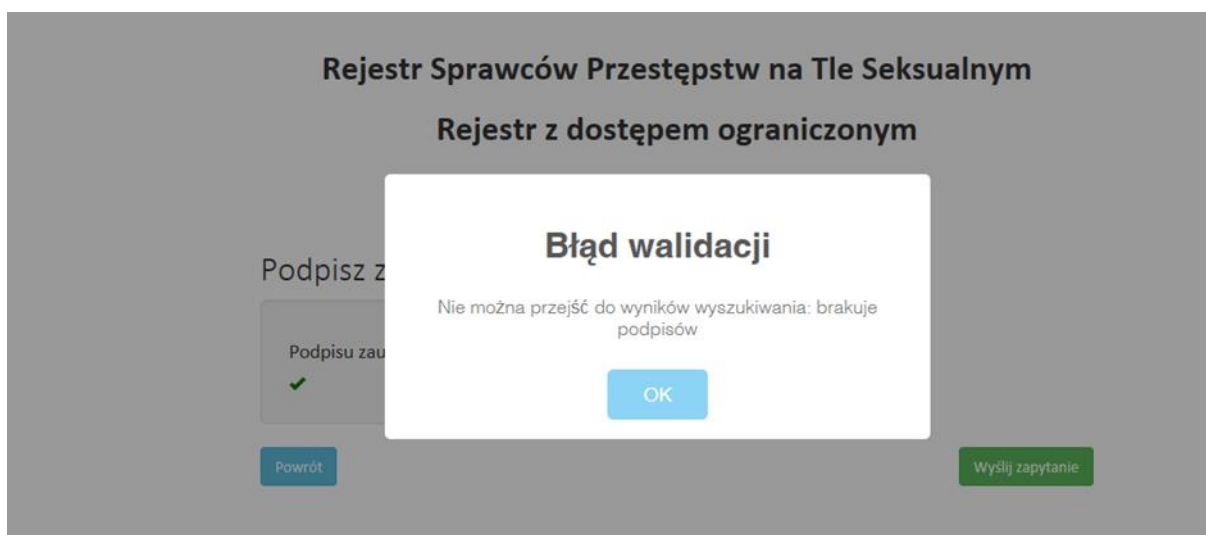 Rejestr Sprawców Przestępstw na Tle Seksualnym
Rejestr z dostępem ograniczonym
Błąd walidacji
Nie można przejść do wyników wyszukiwania: brakuje
podpisów
OK
Podpisz z
Podpisu zau
Powrót
Wyślij zapytanie